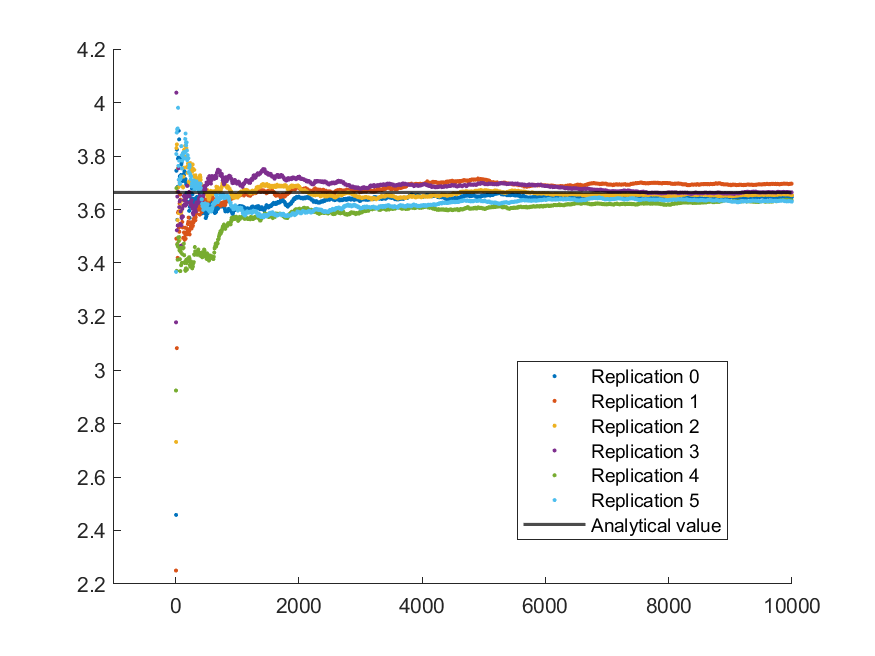 4.2
4
3.8
3.6
3.4
3.2
3
2.8
2.6
2.4
2.2
0 2000 4000 6000 8000 10000
Replication 0
Replication 1
Replication 2
Replication 3
Replication 4
Replication 5
Analytical value